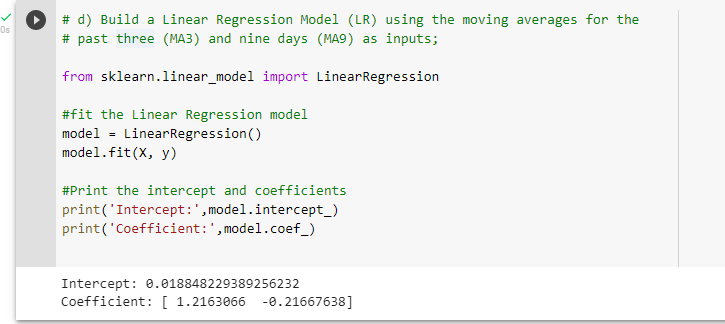 # d) Build a Linear Regression Model (LR) using the moving averages for the
# past three (MA3) and nine days (MA9) as inputs;
from sklearn.linear_model import LinearRegression
#fit the Linear Regression model
model = LinearRegression()
model.fit(X, y)
#Print the intercept and coefficients
print('Intercept:',model.intercept_)
print('Coefficient:',model.coef_)
0s
Intercept: 0.018848229389256232
Coefficient: [ 1.2163066  -0.21667638]